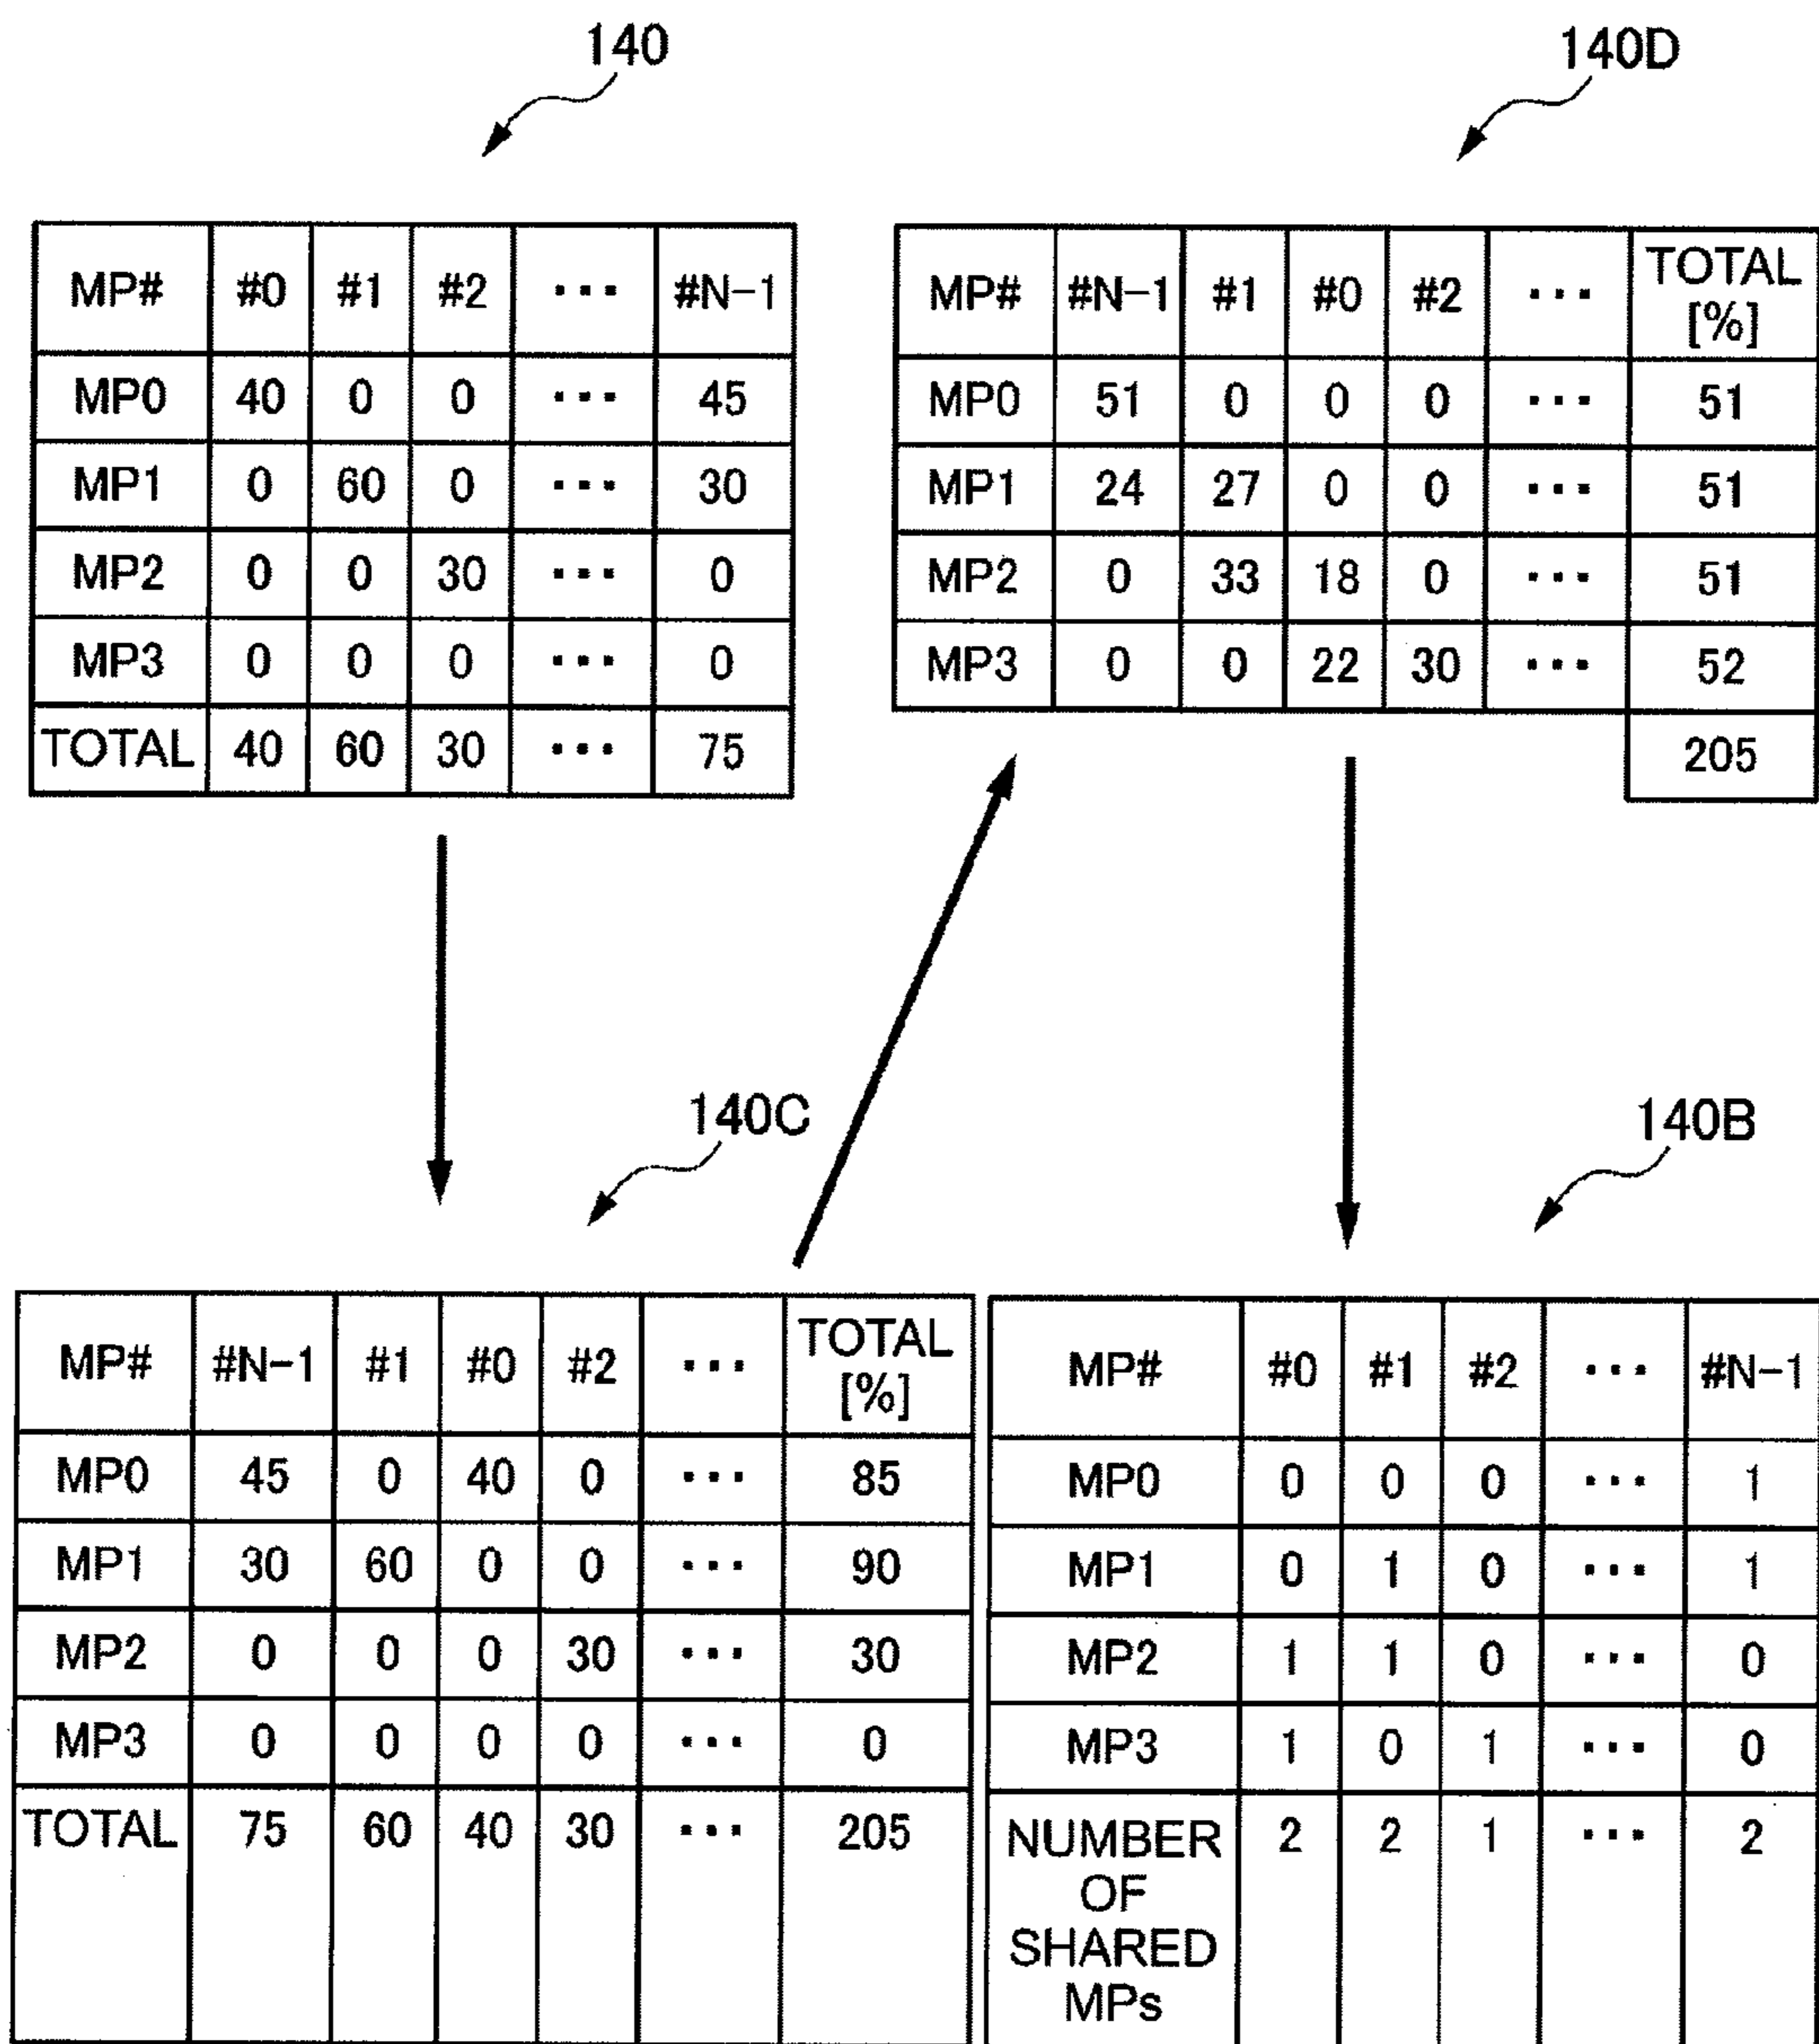 140
140D
MP# #0 #1 #2 ... #N-1
MP0 40 0 0 ... 45
MP1 0 60 0 ... 30
MP2 0 0 30 ... 0
MP3 0 0 0 ... 0
TOTAL 40 60 30 ... 75
MP# #N-1 #1 #0 #2 ... TOTAL
[%]
MP0 51 0 0 0 ... 51
MP1 24 27 0 0 ... 51
MP2 0 33 18 0 ... 51
MP3 0 0 22 30 ... 52
205
140C
140B
MP# #N-1 #1 #0 #2 ... TOTAL
[%]
MP0 45 0 40 0 ... 85
MP1 30 60 0 0 ... 90
MP2 0 0 0 30 ... 30
MP3 0 0 0 0 ... 0
TOTAL 75 60 40 30 ... 205
MP# #0 #1 #2 ... #N-1
MP0 0 0 0 ... 1
MP1 0 1 0 ... 1
MP2 1 1 0 ... 0
MP3 1 0 1 ... 0
NUMBER 2 2 1 ... 2
OF
SHARED
MPs